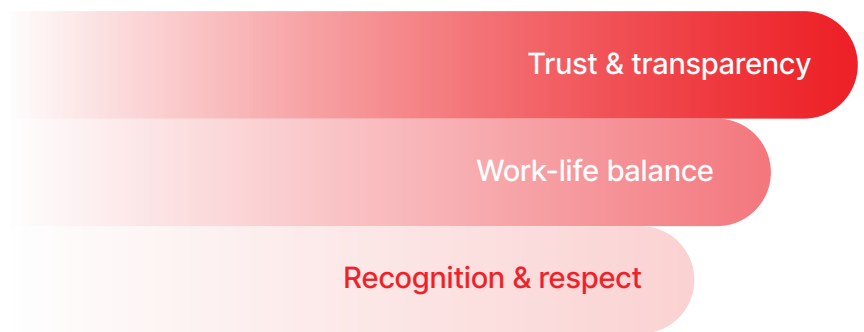 Trust & transparency
Work-life balance
Recognition & respect